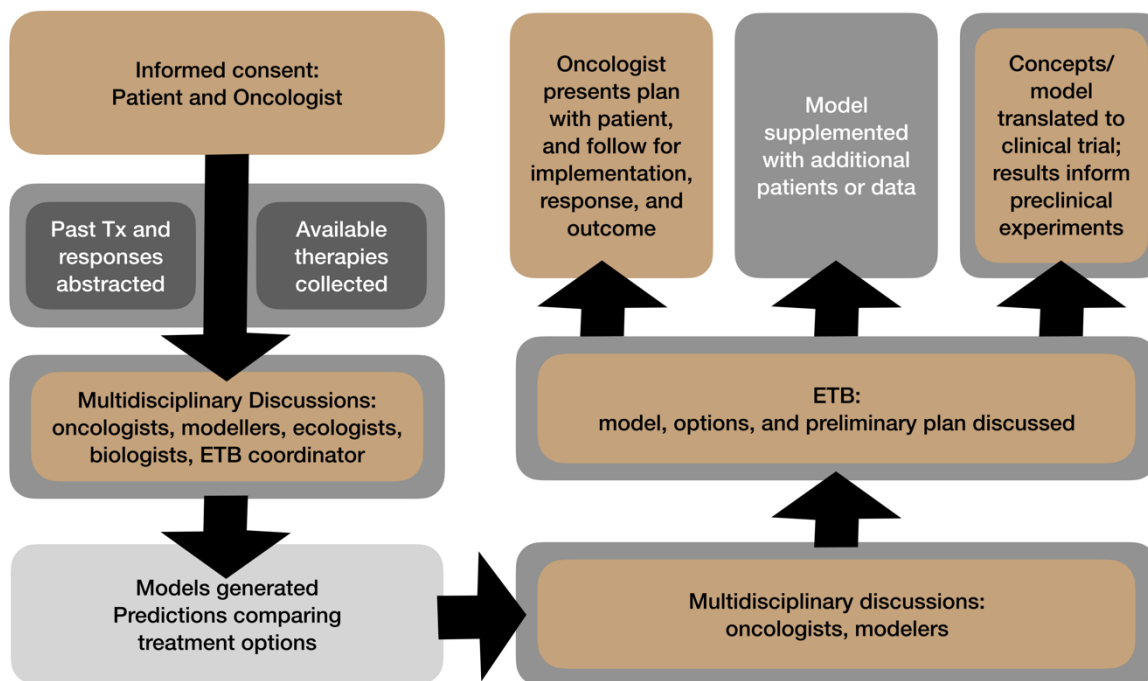 Informed consent:
Patient and Oncologist
Past Tx and
responses
abstracted
Available
therapies
collected
Multidisciplinary Discussions:
oncologists, modellers, ecologists,
biologists, ETB coordinator
Models generated
Predictions comparing
treatment options
Multidisciplinary discussions:
oncologists, modelers
ETB:
model, options, and preliminary plan discussed
Oncologist
presents plan
with patient,
and follow for
implementation,
response, and
outcome
Model
supplemented
with additional
patients or data
Concepts/
model
translated to
clinical trial;
results inform
preclinical
experiments